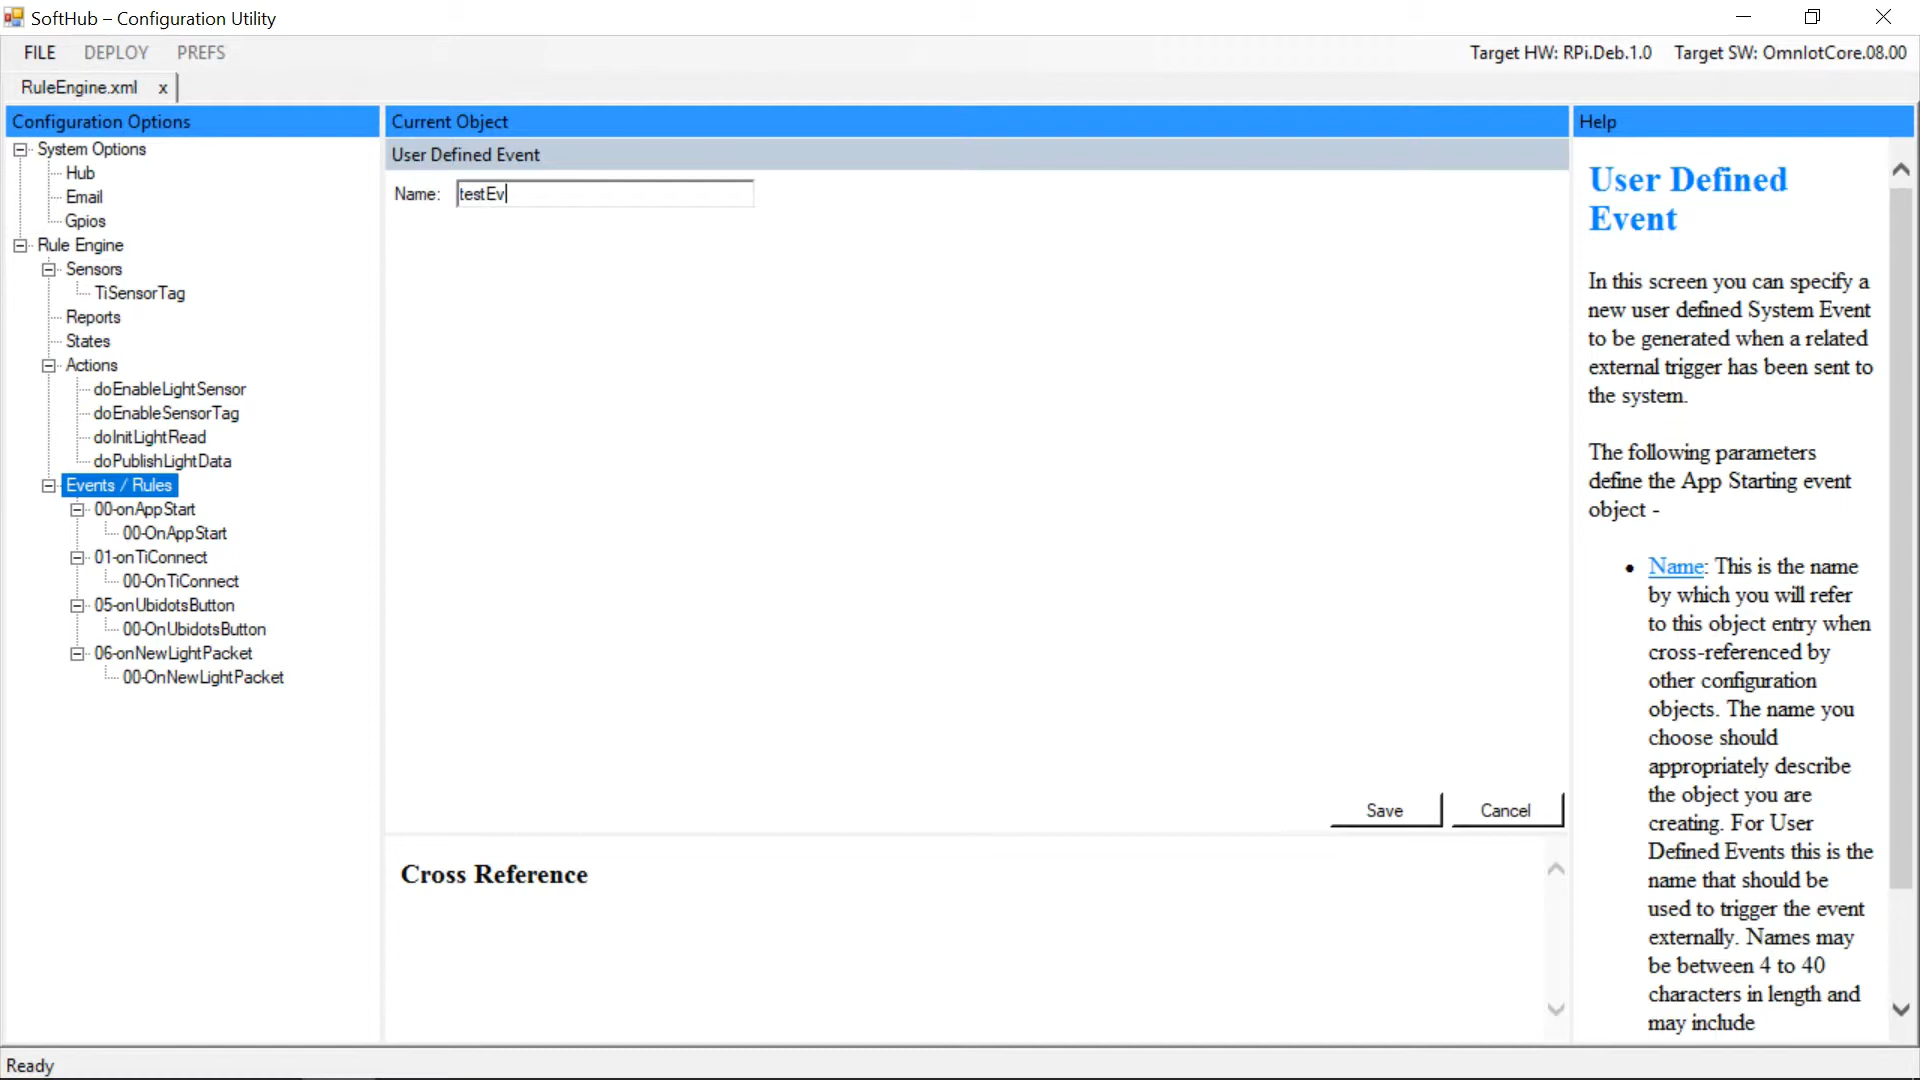 SoftHub – Configuration Utility
FILE DEPLOY PREFS
Target HW: RPi.Deb.1.0 Target SW: OmnIotCore.08.00
RuleEngine.xml x
Configuration Options
System Options
Hub
Email
Gpios
Rule Engine
Sensors
TiSensorTag
Reports
States
Actions
doEnableLightSensor
doEnableSensorTag
doInitLightRead
doPublishLightData
Events / Rules
00-onAppStart
00-OnAppStart
01-onTiConnect
00-OnTiConnect
05-onUbidotsButton
00-OnUbidotsButton
06-onNewLightPacket
00-OnNewLightPacket
Current Object
User Defined Event
Name: testEv
Save Cancel
Cross Reference
Help
User Defined
Event
In this screen you can specify a
new user defined System Event
to be generated when a related
external trigger has been sent to
the system.
The following parameters
define the App Starting event
object -
Name: This is the name
by which you will refer
to this object entry when
cross-referenced by
other configuration
objects. The name you
choose should
appropriately describe
the object you are
creating. For User
Defined Events this is the
name that should be
used to trigger the event
externally. Names may
be between 4 to 40
characters in length and
may include
Ready